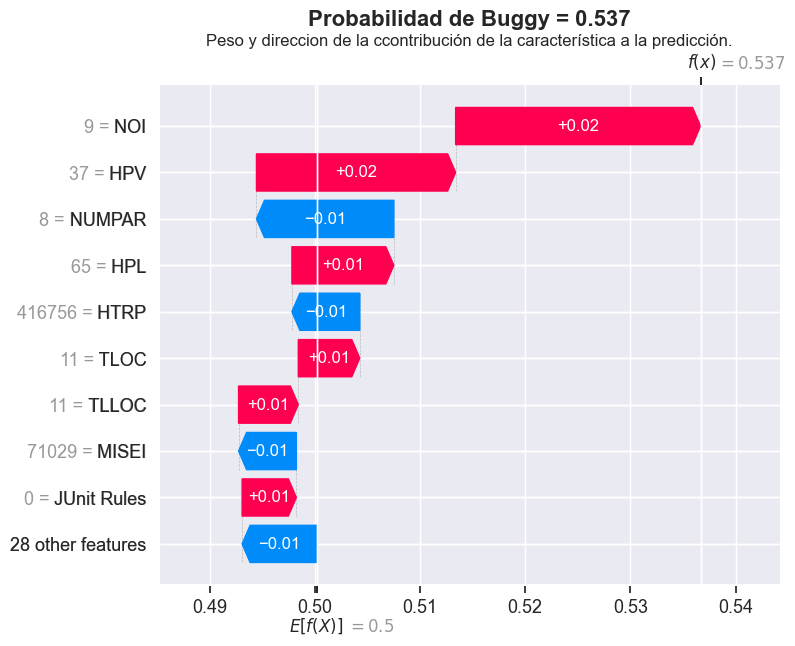 Probabilidad de Buggy = 0.537
Peso y direccion de la ccontribución de la característica a la predicción.
f(x) = 0.537
9 = NOI
+0.02
37 = HPV
+0.02
8 = NUMPAR
−0.01
65 = HPL
+0.01
416756 = HTRP
−0.01
11 = TLOC
+0.01
11 = TLLOC
+0.01
71029 = MISEI
−0.01
0 = JUnit Rules
+0.01
28 other features
−0.01
0.49 0.50 0.51 0.52 0.53 0.54
E[f(X)] = 0.5